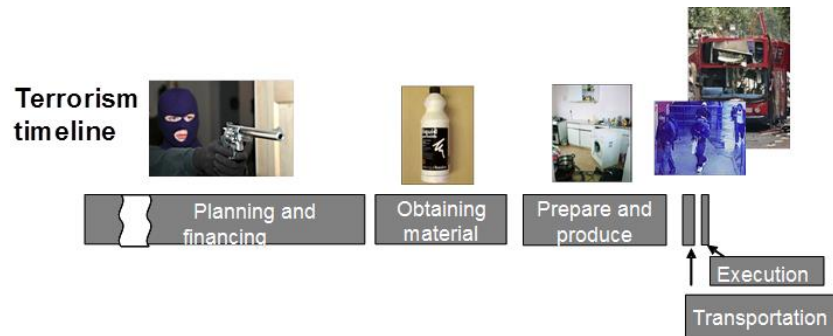 Terrorism
timeline
Planning and
financing
Obtaining
material
Prepare and
produce
Execution
Transportation